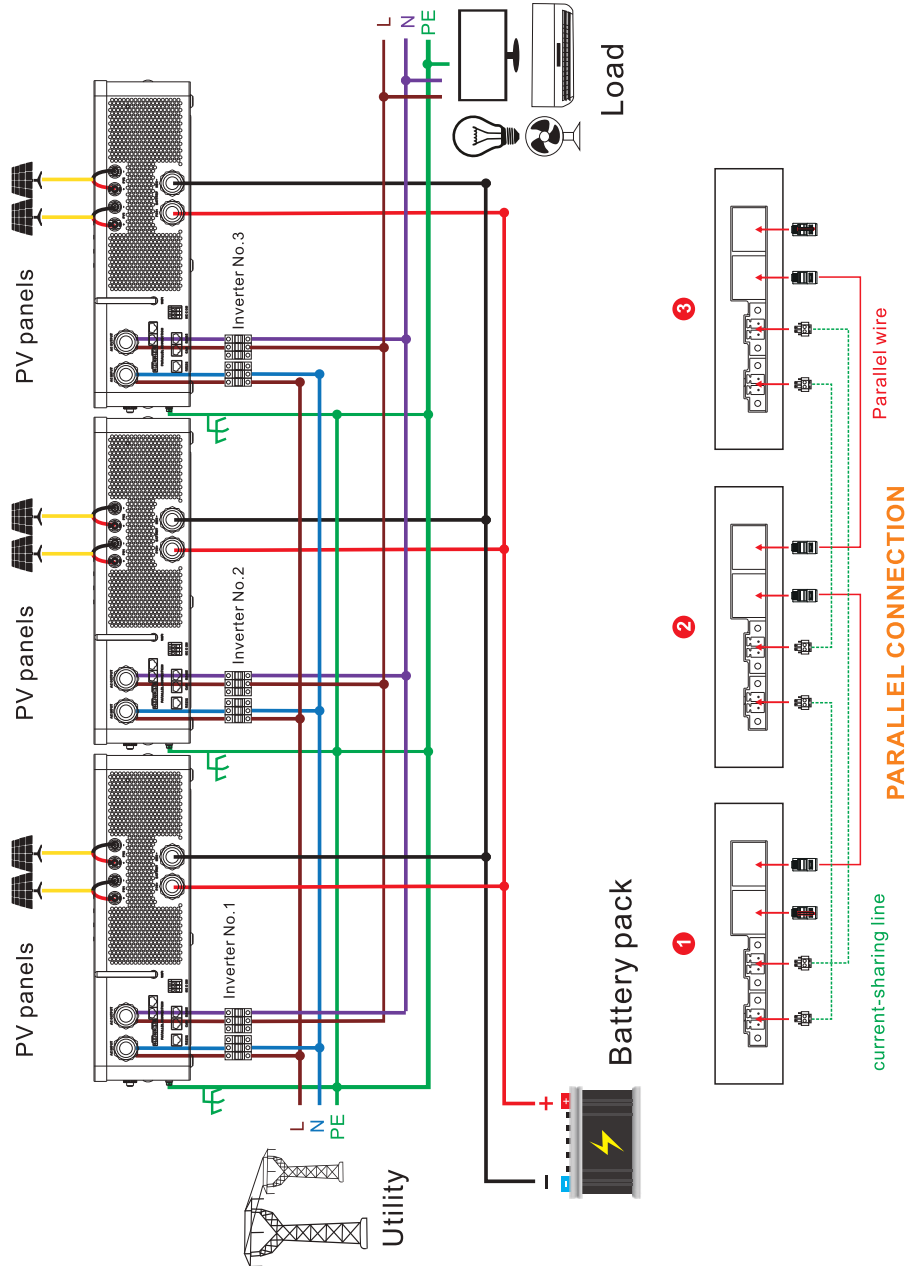 PV panels
PV panels
PV panels
Inverter No.1
Inverter No.2
Inverter No.3
L
N
PE
L
N
PE
Utility
Load
Battery pack
−
+
1
2
3
current-sharing line
Parallel wire
PARALLEL CONNECTION